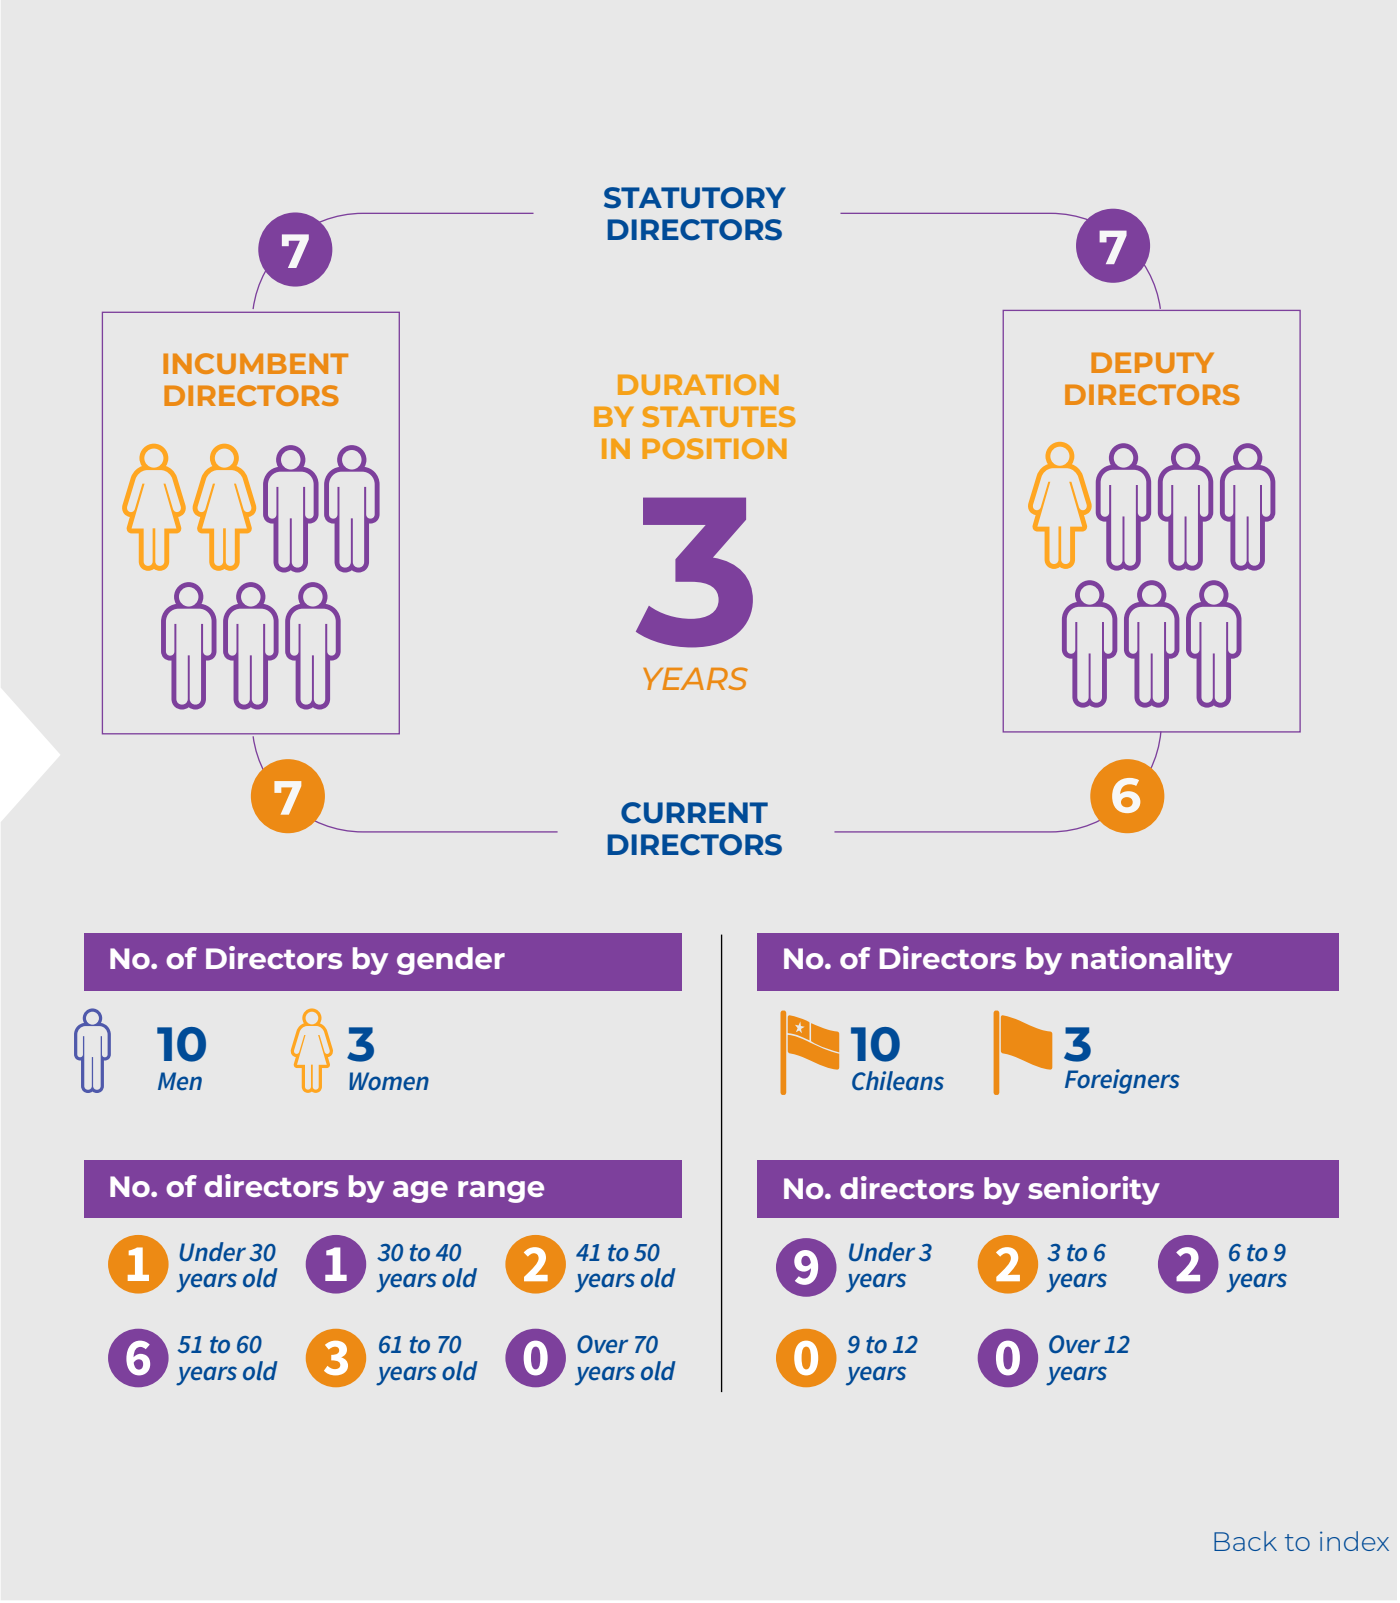 STATUTORY
DIRECTORS
7
7
INCUMBENT
DIRECTORS
DURATION
BY STATUTES
IN POSITION
3
YEARS
DEPUTY
DIRECTORS
7
6
CURRENT
DIRECTORS
No. of Directors by gender
10
Men
3
Women
No. of Directors by nationality
10
Chileans
3
Foreigners
No. of directors by age range
1 Under 30
years old
1 30 to 40
years old
2 41 to 50
years old
6 51 to 60
years old
3 61 to 70
years old
0 Over 70
years old
No. directors by seniority
9 Under 3
years
2 3 to 6
years
2 6 to 9
years
0 9 to 12
years
0 Over 12
years
Back to index